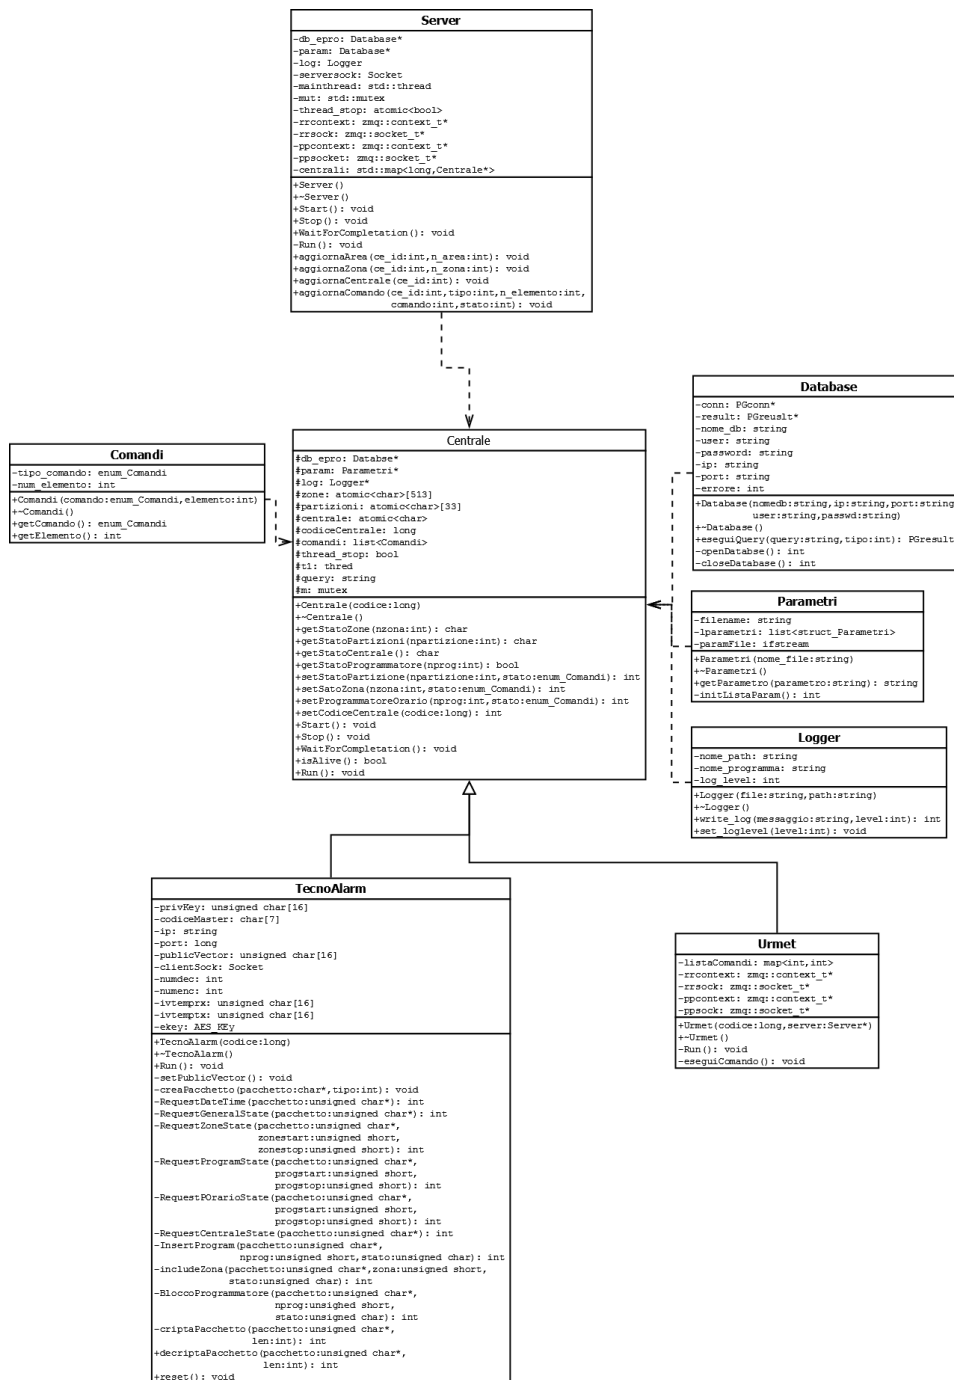 Server
-db_epro: Database*
-param: Database*
-log: Logger
-serversock: Socket
-mainthread: std::thread
-mut: std::mutex
-thread_stop: atomic<bool>
-rrcontext: zmq::context_t*
-rrsock: zmq::socket_t*
-ppcontext: zmq::context_t*
-ppsocket: zmq::socket_t*
-centrali: std::map<long,Centrale*>
+Server()
+~Server()
+Start(): void
+Stop(): void
+WaitForCompletation(): void
-Run(): void
+aggiornaArea(ce_id:int,n_area:int): void
+aggiornaZona(ce_id:int,n_zona:int): void
+aggiornaCentrale(ce_id:int): void
+aggiornaComando(ce_id:int,tipo:int,n_elemento:int,
comando:int,stato:int): void
Comandi
-tipo_comando: enum_Comandi
-num_elemento: int
+Comandi(comando:enum_Comandi,elemento:int)
+~Comandi()
+getComando(): enum_Comandi
+getElemento(): int
Centrale
#db_epro: Databse*
#param: Parametri*
#log: Logger*
#zone: atomic<char>[513]
#partizioni: atomic<char>[33]
#centrale: atomic<char>
#codiceCentrale: long
#comandi: list<Comandi>
#thread_stop: bool
#t1: thred
#query: string
#m: mutex
+Centrale(codice:long)
+~Centrale()
+getStatoZone(nzona:int): char
+getStatoPartizioni(npartizione:int): char
+getStatoCentrale(): char
+getStatoProgrammatore(nprog:int): bool
+setStatoPartizione(npartizione:int,stato:enum_Comandi): int
+setSatoZona(nzona:int,stato:enum_Comandi): int
+setProgrammatoreOrario(nprog:int,stato:enum_Comandi): int
+setCodiceCentrale(codice:long): int
+Start(): void
+Stop(): void
+WaitForCompletation(): void
+isAlive(): bool
+Run(): void
Database
-conn: PGconn*
-result: PGreuslt*
-nome_db: string
-user: string
-password: string
-ip: string
-port: string
-errore: int
+Database(nomedb:string,ip:string,port:string
user:string,passwd:string)
+~Database()
+eseguiQuery(query:string,tipo:int): PGresult
-openDatabse(): int
-closeDatabase(): int
Parametri
-filename: string
-lparametri: list<struct_Parametri>
-paramFile: ifstream
+Parametri(nome_file:string)
+~Parametri()
+getParametro(parametro:string): string
-initListaParam(): int
Logger
-nome_path: string
-nome_programma: string
-log_level: int
+Logger(file:string,path:string)
+~Logger()
+write_log(messaggio:string,level:int): int
+set_loglevel(level:int): void
TecnoAlarm
-privKey: unsigned char[16]
-codiceMaster: char[7]
-ip: string
-port: long
-publicVector: unsigned char[16]
-clientSock: Socket
-numdec: int
-numenc: int
-ivtemprx: unsigned char[16]
-ivtemptx: unsigned char[16]
-ekey: AES_KEy
+TecnoAlarm(codice:long)
+~TecnoAlarm()
+Run(): void
-setPublicVector(): void
-creaPacchetto(pacchetto:char*,tipo:int): void
-RequestDateTime(pacchetto:unsigned char*): int
-RequestGeneralState(pacchetto:unsigned char*): int
-RequestZoneState(pacchetto:unsigned char*,
zonestart:unsigned short,
zonestop:unsigned short): int
-RequestProgramState(pacchetto:unsigned char*,
progstart:unsigned short,
progstop:unsigned short): int
-RequestPOrarioState(paccheto:unsigned char*,
progstart:unsigned short,
progstop:unsigned short): int
-RequestCentraleState(pacchetto:unsigned char*): int
-InsertProgram(pacchetto:unsigned char*,
nprog:unsigned short,stato:unsigned char): int
-includeZona(pacchetto:unsigned char*,zona:unsigned short,
stato:unsigned char): int
-BloccoProgrammatore(pacchetto:unsigned char*,
nprog:unsighed short,
stato:unsigned char): int
-criptaPacchetto(pacchetto:unsigned char*,
len:int): int
+decriptaPacchetto(pacchetto:unsigned char*,
len:int): int
+reset(): void
Urmet
-listaComandi: map<int,int>
-rrcontext: zmq::context_t*
-rrsock: zmq::socket_t*
-ppcontext: zmq::context_t*
-ppsock: zmq::socket_t*
+Urmet(codice:long,server:Server*)
+~Urmet()
-Run(): void
-eseguiComando(): void